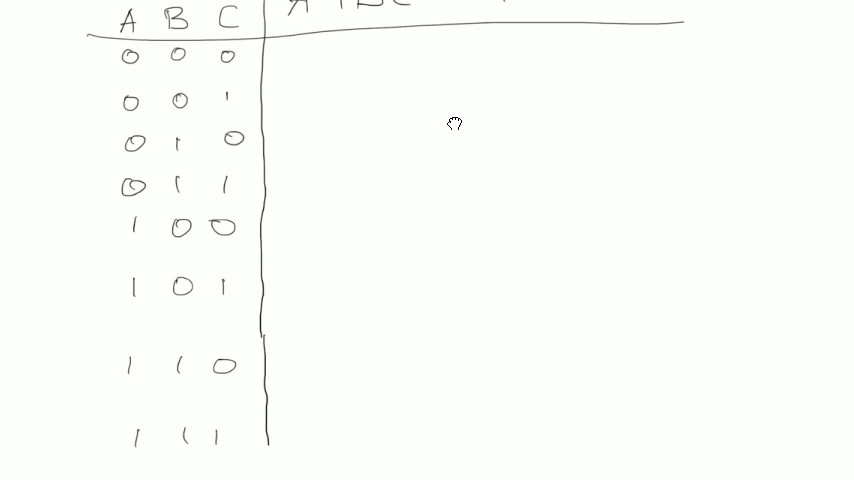 A B C
0 0 0
0 0 1
0 1 0
0 1 1
1 0 0
1 0 1
1 1 0
1 1 1